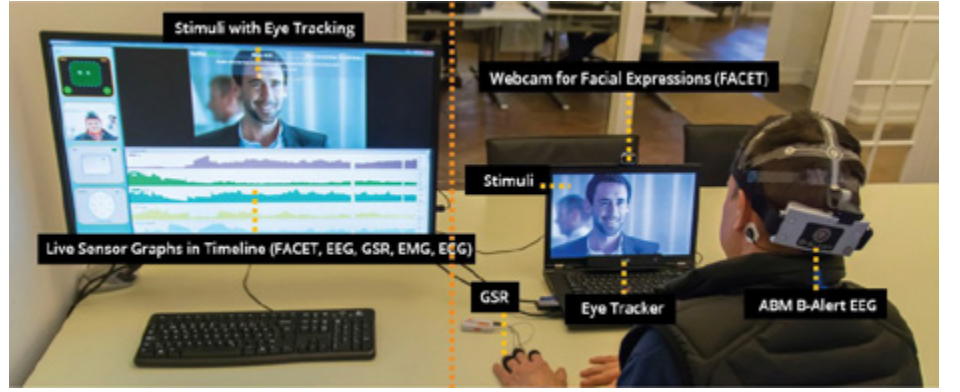 Stimuli with Eye Tracking
Webcam for Facial Expressions (FACET)
Stimuli
Live Sensor Graphs in Timeline (FACET, EEG, GSR, EMG, ECG)
GSR
Eye Tracker
ABM B-Alert EEG